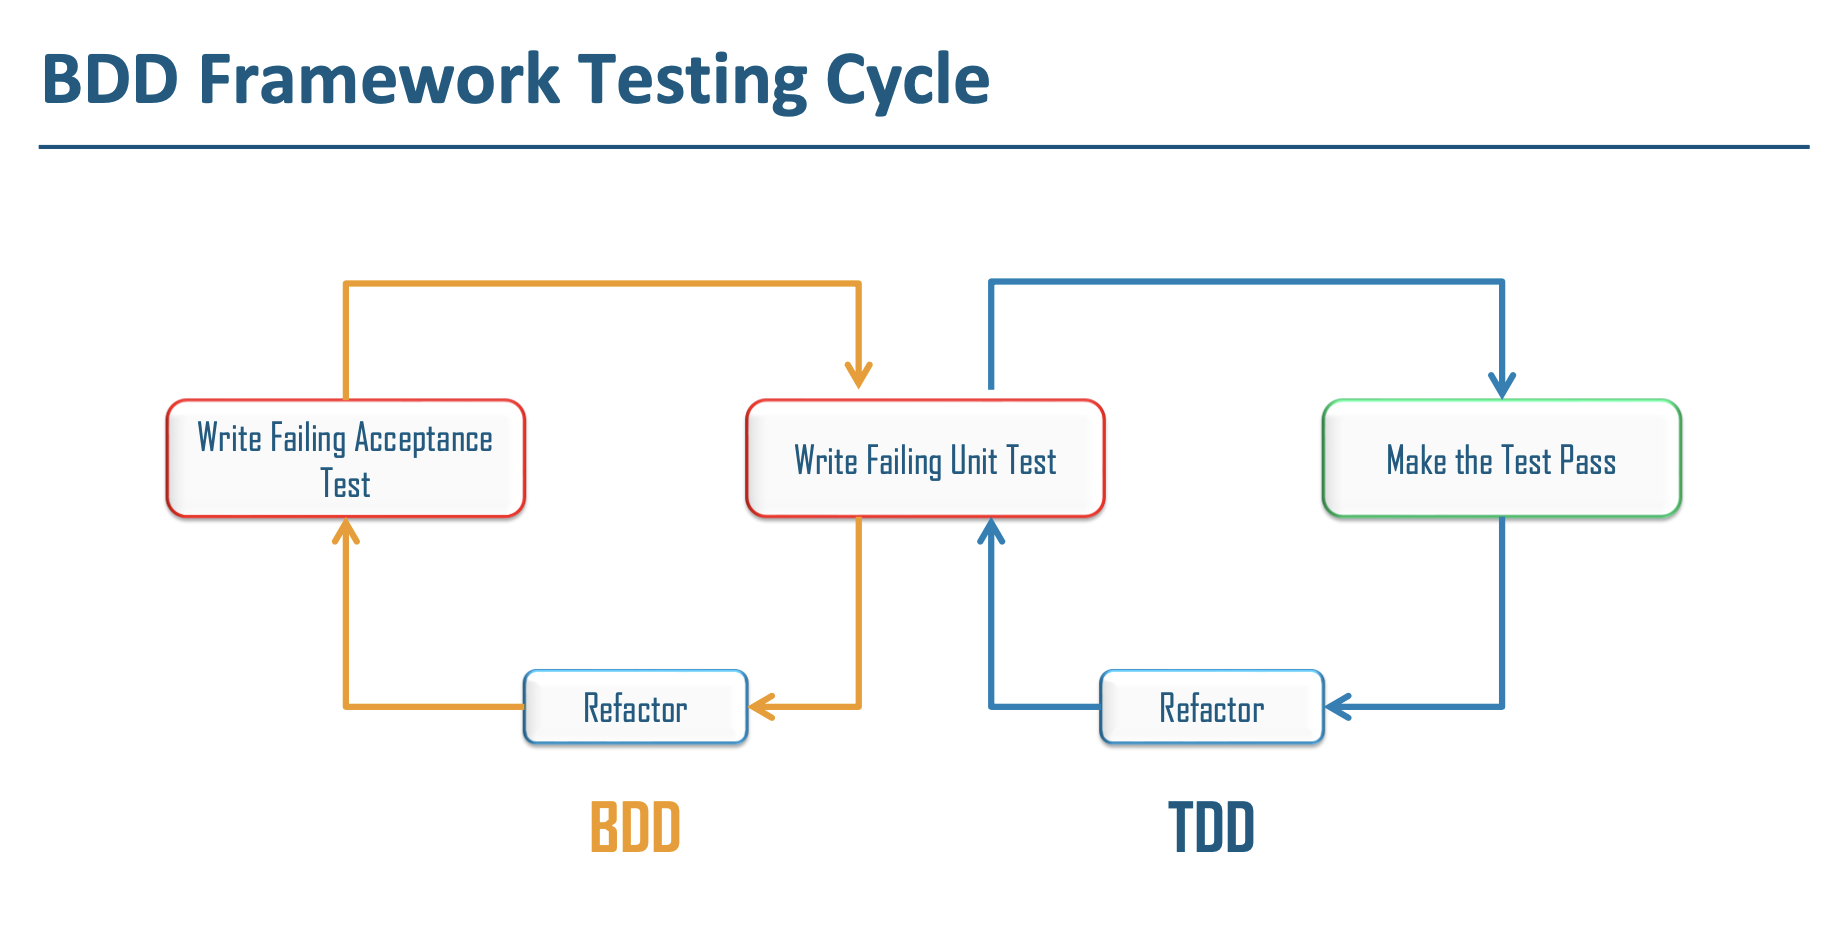 BDD Framework Testing Cycle
Write Failing Acceptance
Test
Write Failing Unit Test
Make the Test Pass
Refactor
Refactor
BDD
TDD